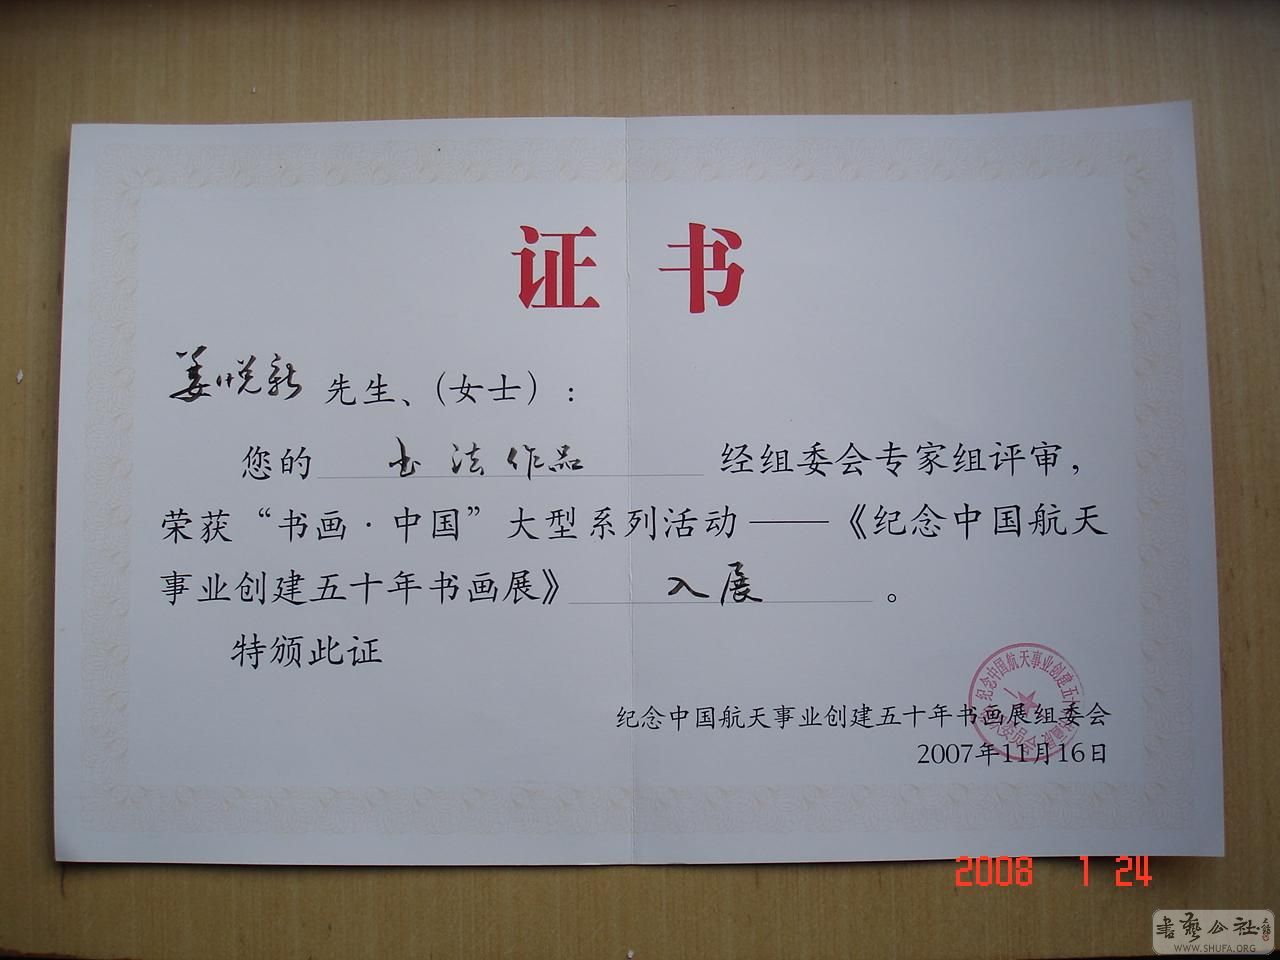 证书
姜悦新 先生、（女士）：
您的 书法作品 经组委会专家组评审，
荣获“书画·中国”大型系列活动——《纪念中国航天
事业创建五十年书画展》 入展 。
特颁此证
纪念中国航天事业创建五十年书画展组委会
2007年11月16日
2008 1 24
書藝公社
WWW.SHUFA.ORG